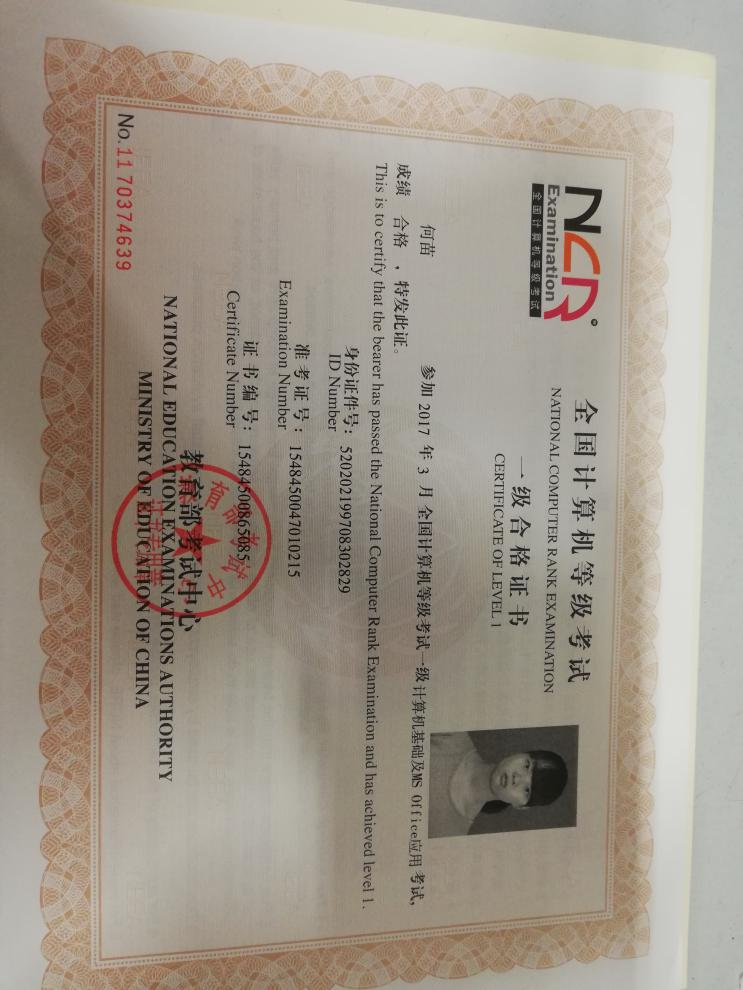 NCR
Examination
全国计算机等级考试
全国计算机等级考试
NATIONAL COMPUTER RANK EXAMINATION
一级合格证书
CERTIFICATE OF LEVEL 1
何苗 参加 2017 年 3 月 全国计算机等级考试一级 计算机基础及MS Office应用 考试,
成绩 合格 ,特发此证。
This is to certify that the bearer has passed the National Computer Rank Examination and has achieved level 1.
身份证件号: 520202199708302829
ID Number
准考证号: 1548450047010215
Examination Number
证书编号: 15484500865085
Certificate Number
教育部考试中心
NATIONAL EDUCATION EXAMINATIONS AUTHORITY
MINISTRY OF EDUCATION OF CHINA
No. 1170374639